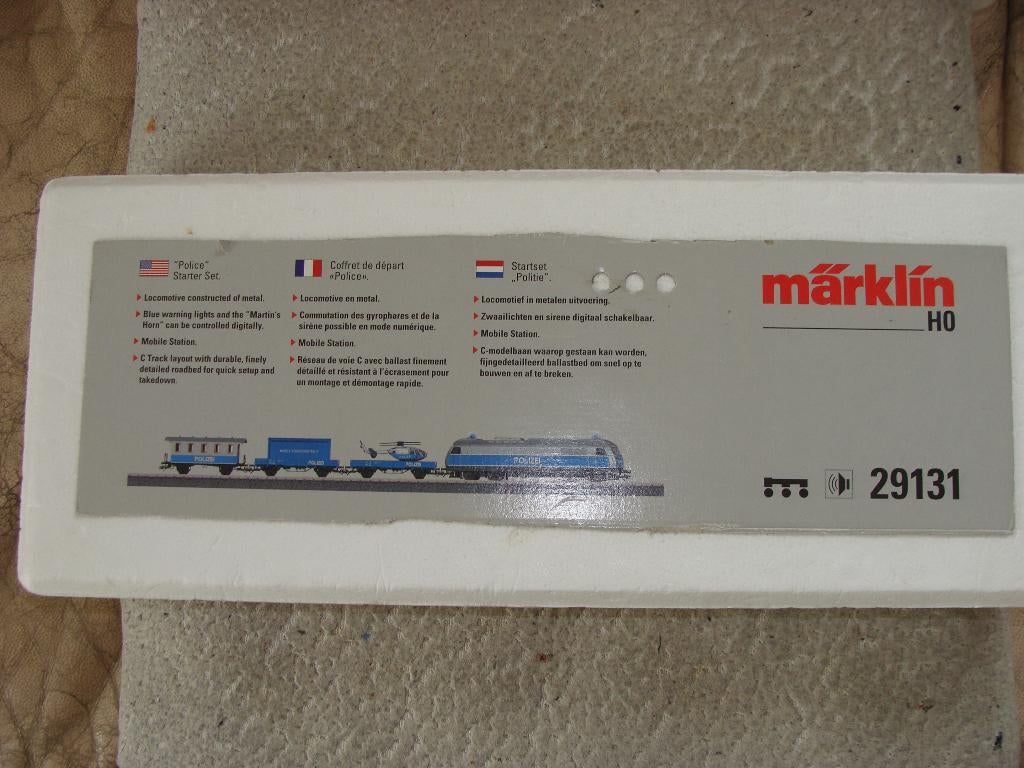 "Police"
Starter Set.
Locomotive constructed of metal.
Blue warning lights and the "Martin's
Horn" can be controlled digitally.
Mobile Station.
C Track layout with durable, finely
detailed roadbed for quick setup and
takedown.
Coffret de départ
«Police».
Locomotive en metal.
Commutation des gyrophares et de la
sirène possible en mode numérique.
Mobile Station.
Réseau de voie C avec ballast finement
détaillé et résistant à l'écrasement pour
un montage et démontage rapide.
Startset
„Politie".
Locomotief in metalen uitvoering.
Zwaailichten en sirene digitaal schakelbaar.
Mobile Station.
C-modelbaan waarop gestaan kan worden,
fijngedetailleerd ballastbed om snel op te
bouwen en af te breken.
märklin
H0
POLIZEI
POLIZEI
POLIZEI
POLIZEI
29131